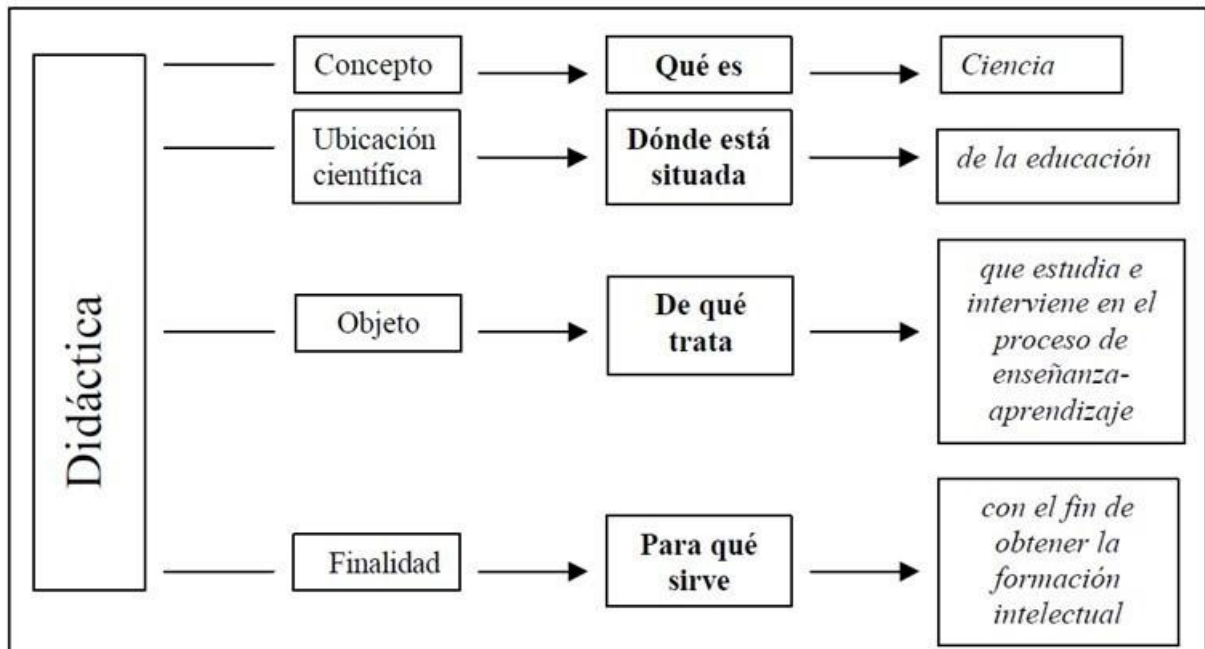 Didáctica
Concepto
Qué es
Ciencia
Ubicación
científica
Dónde está
situada
de la educación
Objeto
De qué
trata
que estudia e
interviene en el
proceso de
enseñanza-
aprendizaje
Finalidad
Para qué
sirve
con el fin de
obtener la
formación
intelectual